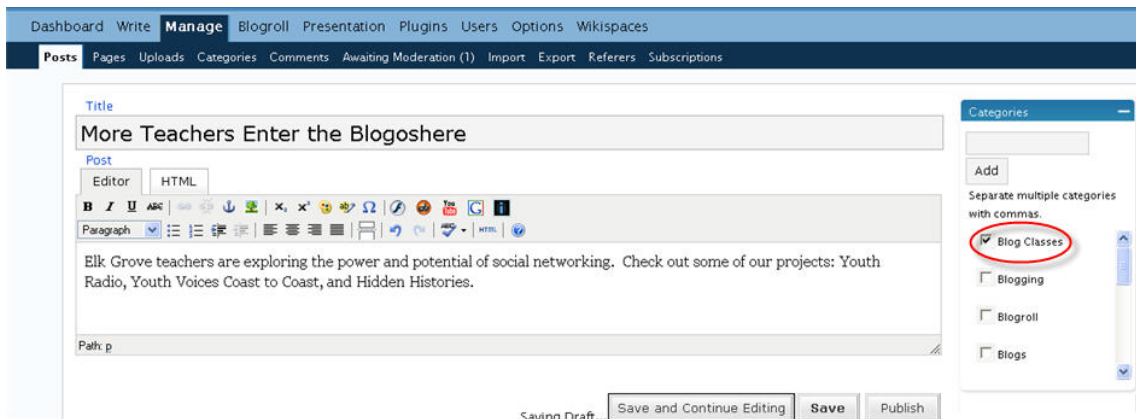 Dashboard Write Manage Blogroll Presentation Plugins Users Options Wikispaces
Posts Pages Uploads Categories Comments Awaiting Moderation (1) Import Export Referers Subscriptions
Title
More Teachers Enter the Blogoshere
Post
Editor HTML
B I U ABC
Paragraph HTML
Elk Grove teachers are exploring the power and potential of social networking. Check out some of our projects: Youth
Radio, Youth Voices Coast to Coast, and Hidden Histories.
Path: p
Saving Draft... Save and Continue Editing Save Publish
Categories
Add
Separate multiple categories
with commas.
Blog Classes
Blogging
Blogroll
Blogs